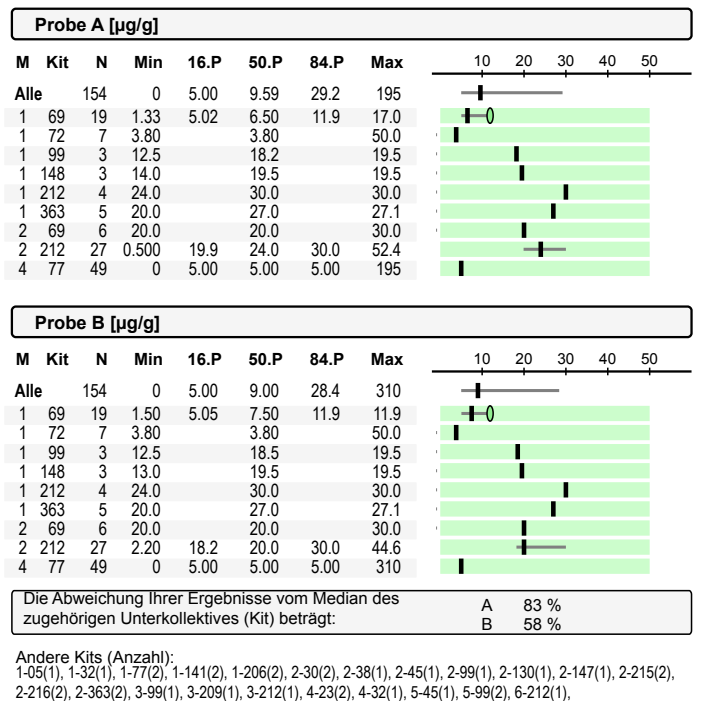 Probe A [µg/g]
M Kit N Min 16.P 50.P 84.P Max 10 20 30 40 50
Alle 154 0 5.00 9.59 29.2 195
1 69 19 1.33 5.02 6.50 11.9 17.0
1 72 7 3.80 3.80 50.0
1 99 3 12.5 18.2 19.5
1 148 3 14.0 19.5 19.5
1 212 4 24.0 30.0 30.0
1 363 5 20.0 27.0 27.1
2 69 6 20.0 20.0 30.0
2 212 27 0.500 19.9 24.0 30.0 52.4
4 77 49 0 5.00 5.00 5.00 195
Probe B [µg/g]
M Kit N Min 16.P 50.P 84.P Max 10 20 30 40 50
Alle 154 0 5.00 9.00 28.4 310
1 69 19 1.50 5.05 7.50 11.9 11.9
1 72 7 3.80 3.80 50.0
1 99 3 12.5 18.5 19.5
1 148 3 13.0 19.5 19.5
1 212 4 24.0 30.0 30.0
1 363 5 20.0 27.0 27.1
2 69 6 20.0 20.0 30.0
2 212 27 2.20 18.2 20.0 30.0 44.6
4 77 49 0 5.00 5.00 5.00 310
Die Abweichung Ihrer Ergebnisse vom Median des A 83 %
zugehörigen Unterkollektives (Kit) beträgt: B 58 %
Andere Kits (Anzahl):
1-05(1), 1-32(1), 1-77(2), 1-141(2), 1-206(2), 2-30(2), 2-38(1), 2-45(1), 2-99(1), 2-130(1), 2-147(1), 2-215(2),
2-216(2), 2-363(2), 3-99(1), 3-209(1), 3-212(1), 4-23(2), 4-32(1), 5-45(1), 5-99(2), 6-212(1),